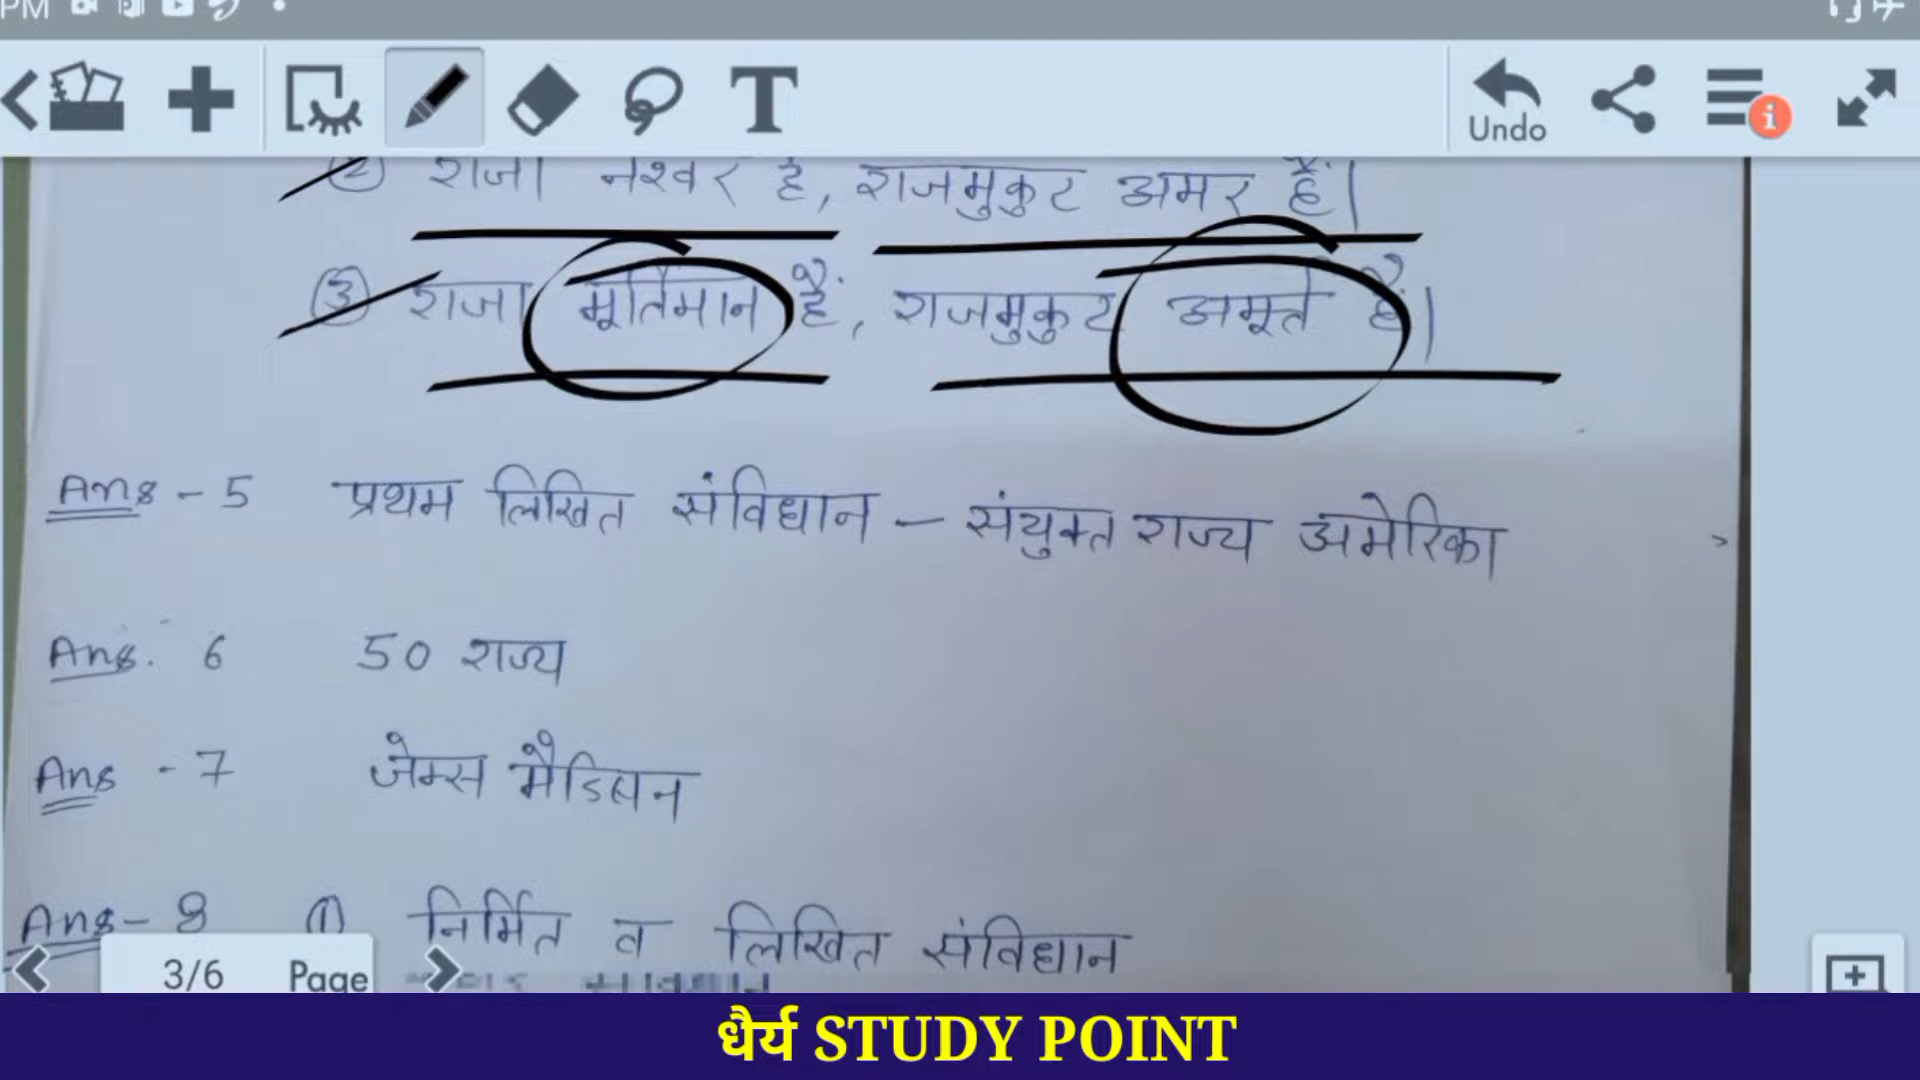 PM
Undo
② राजा नश्वर है, राजमुकुट अमर है।
③ राजा मूर्तिमान है, राजमुकुट अमूर्त है।
Ans - 5 प्रथम लिखित संविधान – संयुक्त राज्य अमेरिका
Ans. 6 50 राज्य
Ans - 7 जेम्स मैडिसन
Ans - 8 ① निर्मित व लिखित संविधान
3/6 Page
धैर्य STUDY POINT